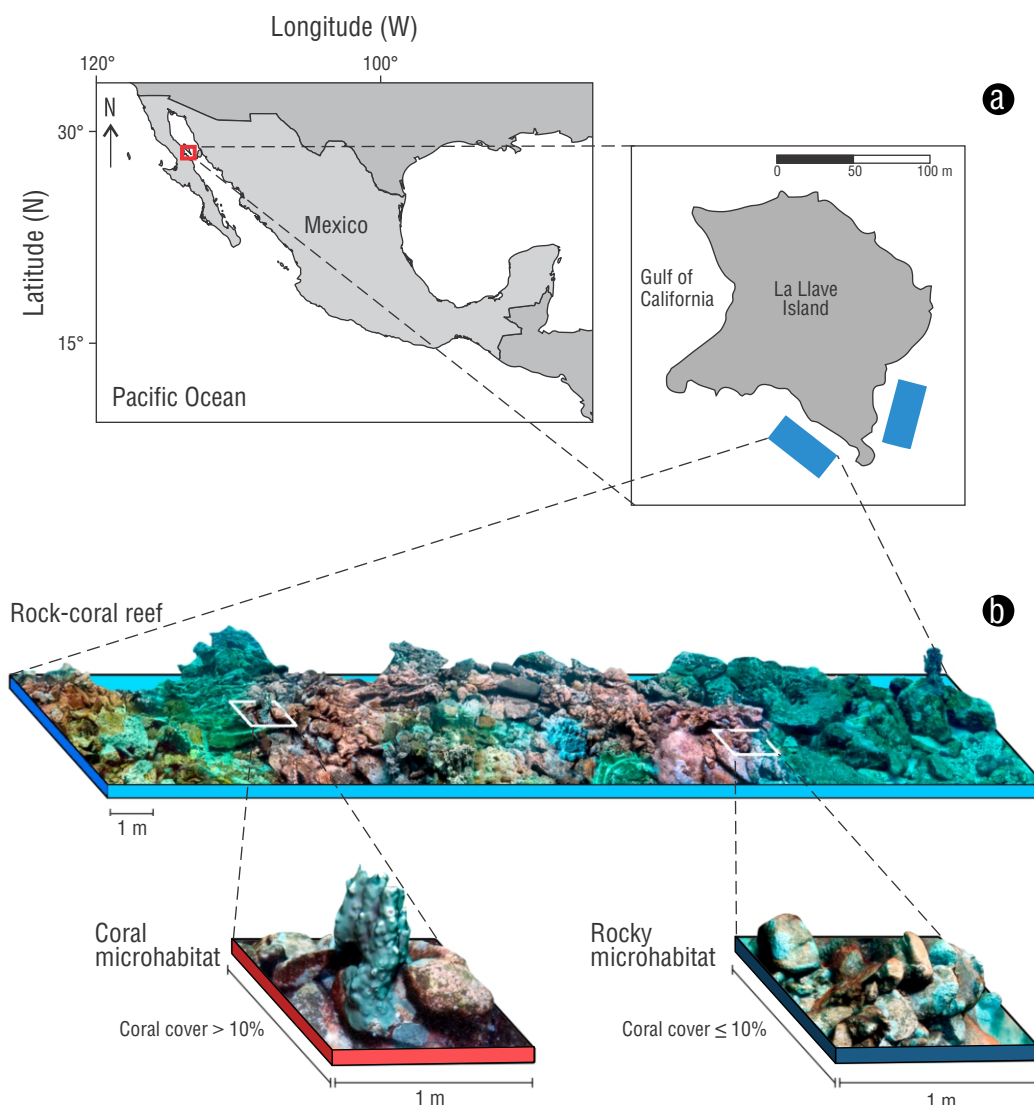 Longitude (W)
120°
100°
a
N
30°
0
50
100 m
Latitude (N)
Mexico
Gulf of
California
La Llave
Island
15°
Pacific Ocean
Rock-coral reef
b
1 m
Coral
microhabitat
Rocky
microhabitat
Coral cover > 10%
Coral cover ≤ 10%
1 m
1 m